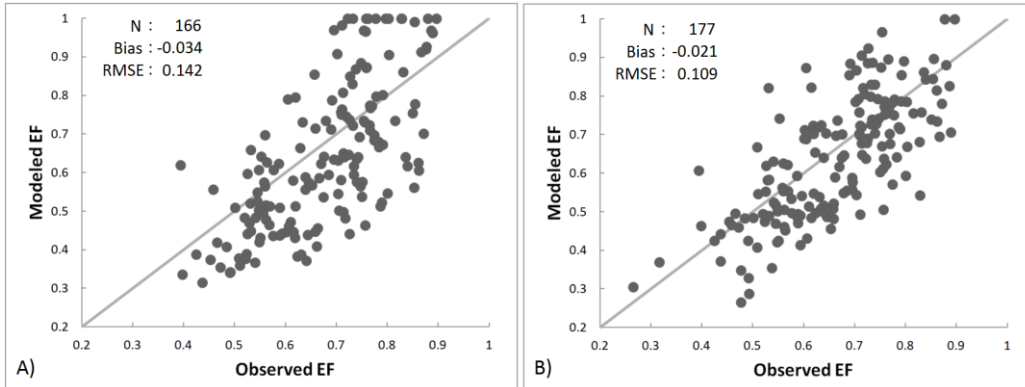 N : 166
Bias : -0.034
RMSE : 0.142
1
0.9
0.8
0.7
0.6
0.5
0.4
0.3
0.2
Modeled EF
0.2 0.3 0.4 0.5 0.6 0.7 0.8 0.9 1
A) Observed EF
N : 177
Bias : -0.021
RMSE : 0.109
1
0.9
0.8
0.7
0.6
0.5
0.4
0.3
0.2
Modeled EF
0.2 0.3 0.4 0.5 0.6 0.7 0.8 0.9 1
B) Observed EF